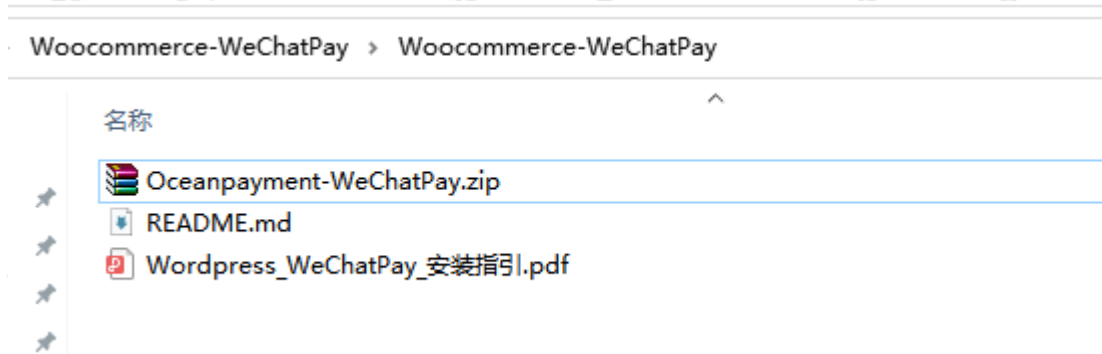 Woocommerce-WeChatPay > Woocommerce-WeChatPay
名称
Oceanpayment-WeChatPay.zip
README.md
Wordpress_WeChatPay_安装指引.pdf